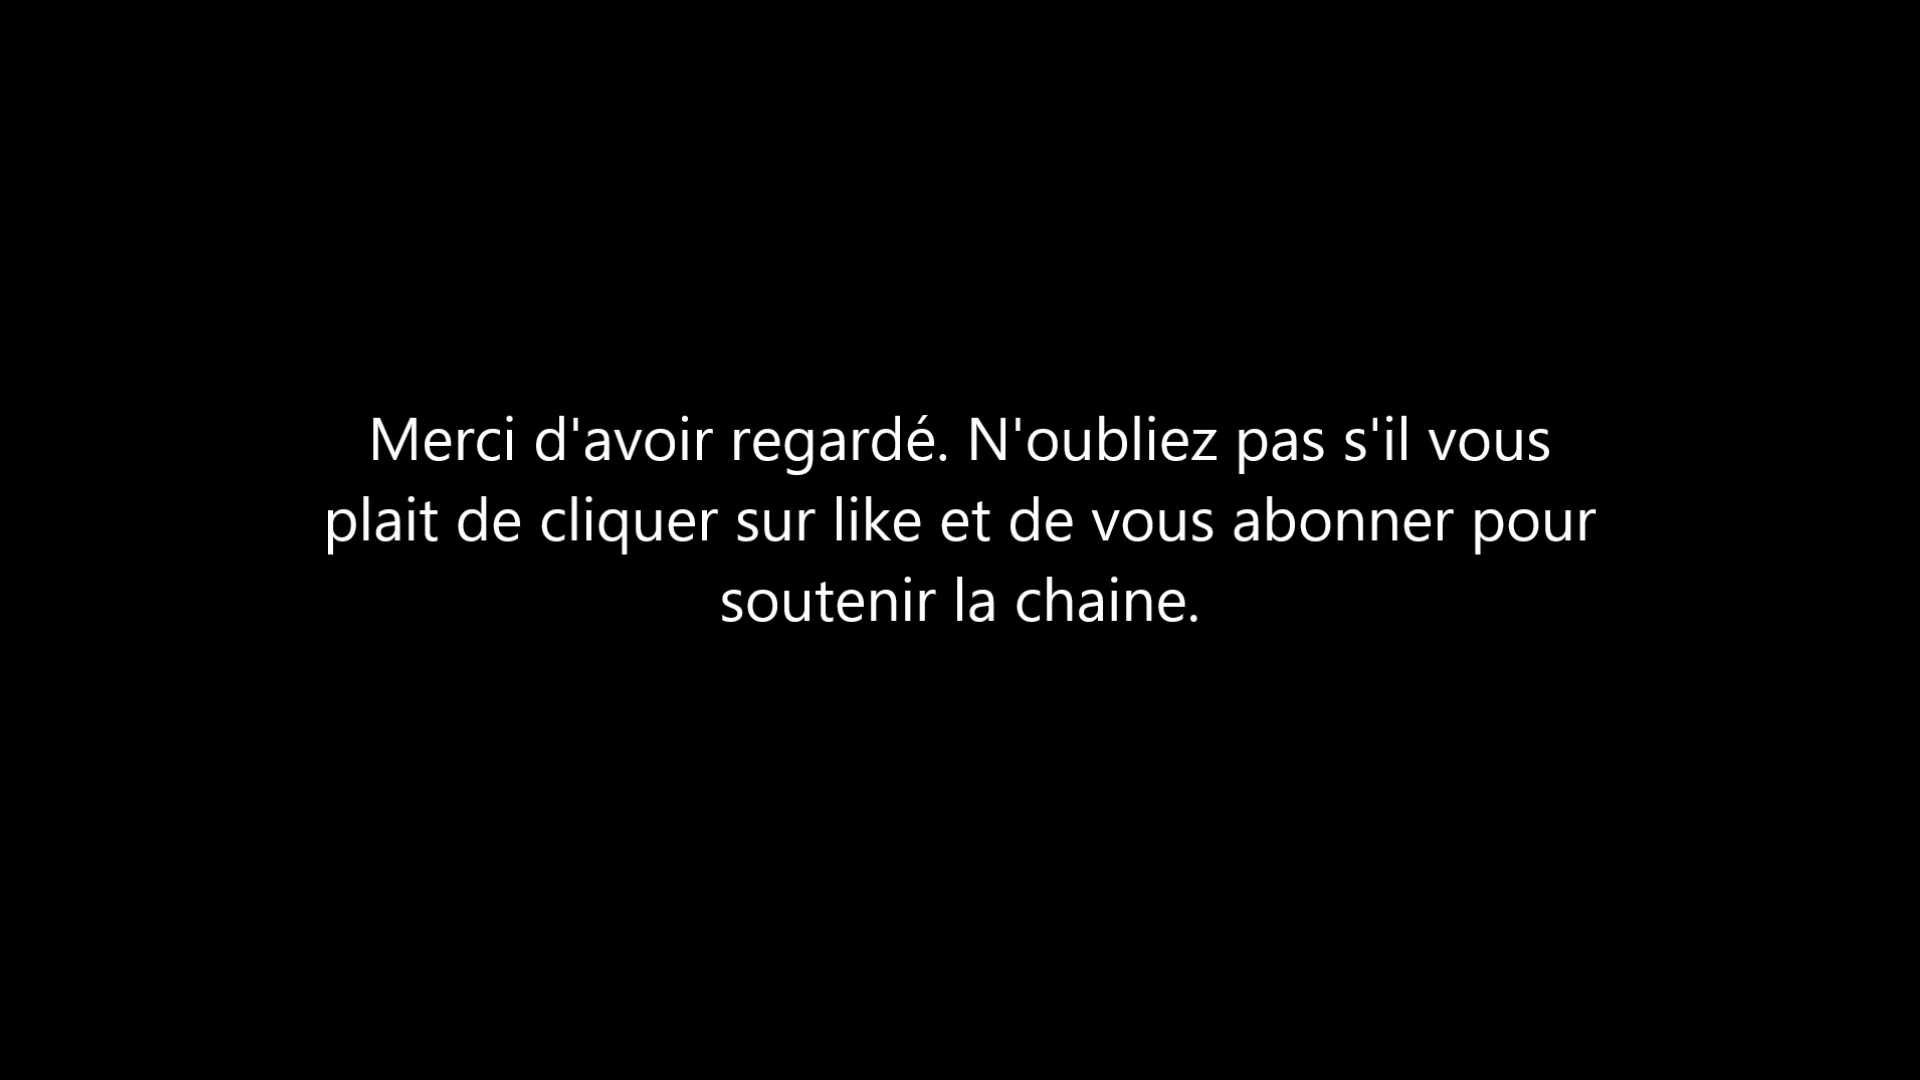 Merci d'avoir regardé. N'oubliez pas s'il vous
plait de cliquer sur like et de vous abonner pour
soutenir la chaine.